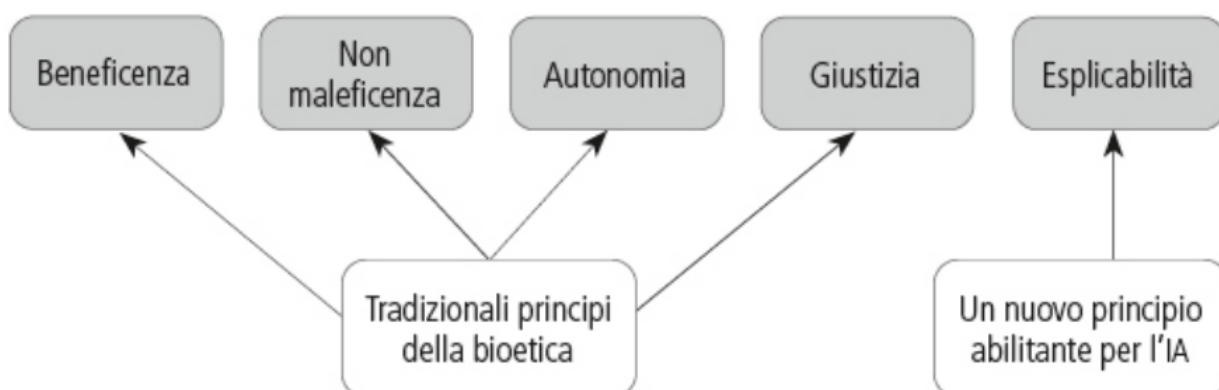 Beneficenza
Non
maleficenza
Autonomia
Giustizia
Esplicabilità
Tradizionali principi
della bioetica
Un nuovo principio
abilitante per l'IA